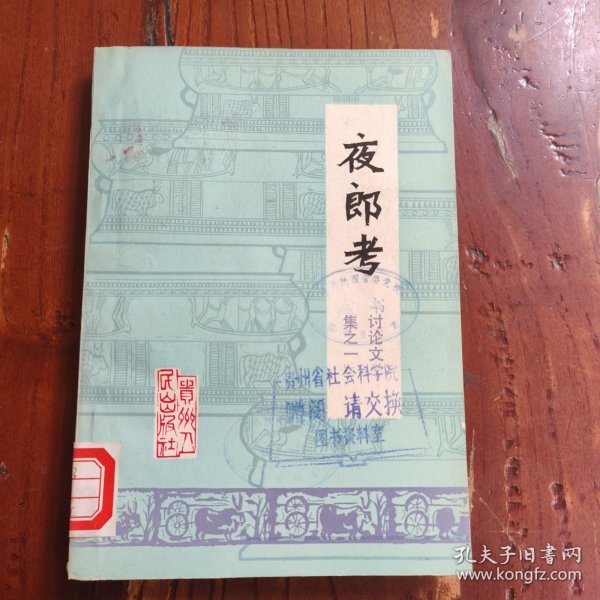 夜郎考
书讨论文
集之一
贵州省社会科学院
赠阅 请交换
图书资料室
贵州人
民出版社
孔夫子旧书网
www.kongfz.com